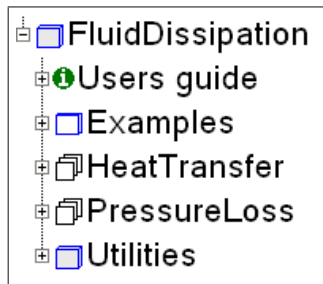 FluidDissipation
Users guide
Examples
HeatTransfer
PressureLoss
Utilities